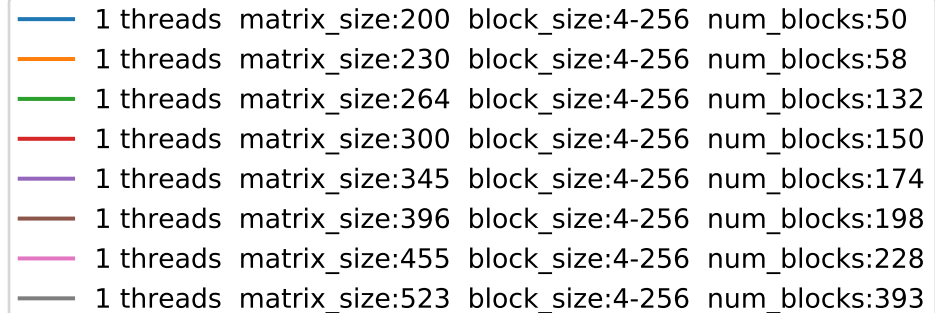 1 threads  matrix_size:200  block_size:4-256  num_blocks:50
1 threads  matrix_size:230  block_size:4-256  num_blocks:58
1 threads  matrix_size:264  block_size:4-256  num_blocks:132
1 threads  matrix_size:300  block_size:4-256  num_blocks:150
1 threads  matrix_size:345  block_size:4-256  num_blocks:174
1 threads  matrix_size:396  block_size:4-256  num_blocks:198
1 threads  matrix_size:455  block_size:4-256  num_blocks:228
1 threads  matrix_size:523  block_size:4-256  num_blocks:393